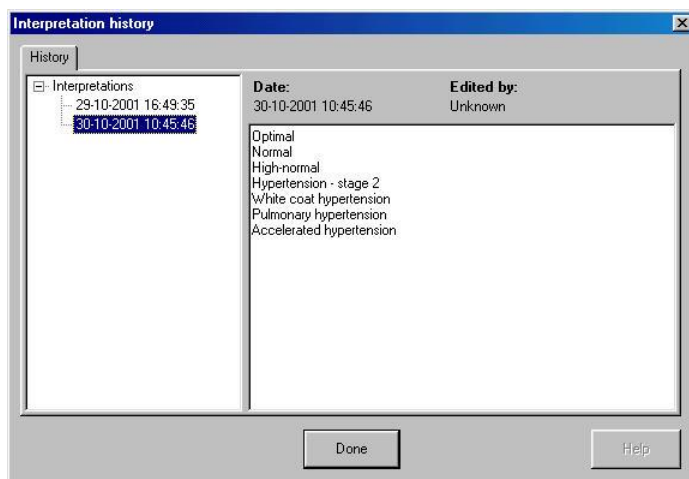 Interpretation history
History
Interpretations
29-10-2001 16:49:35
30-10-2001 10:45:46
Date:
Edited by:
30-10-2001 10:45:46
Unknown
Optimal
Normal
High-normal
Hypertension - stage 2
White coat hypertension
Pulmonary hypertension
Accelerated hypertension
Done
Help